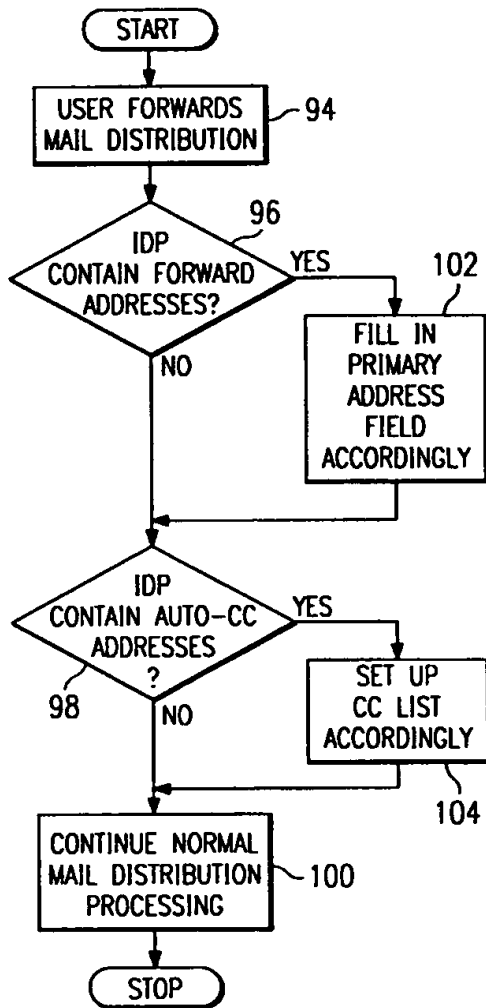 START
USER FORWARDS
MAIL DISTRIBUTION
94
96
IDP
CONTAIN FORWARD
ADDRESSES?
YES
NO
102
FILL IN
PRIMARY
ADDRESS
FIELD
ACCORDINGLY
IDP
CONTAIN AUTO-CC
ADDRESSES
?
YES
98
NO
SET UP
CC LIST
ACCORDINGLY
104
CONTINUE NORMAL
MAIL DISTRIBUTION
PROCESSING
100
STOP